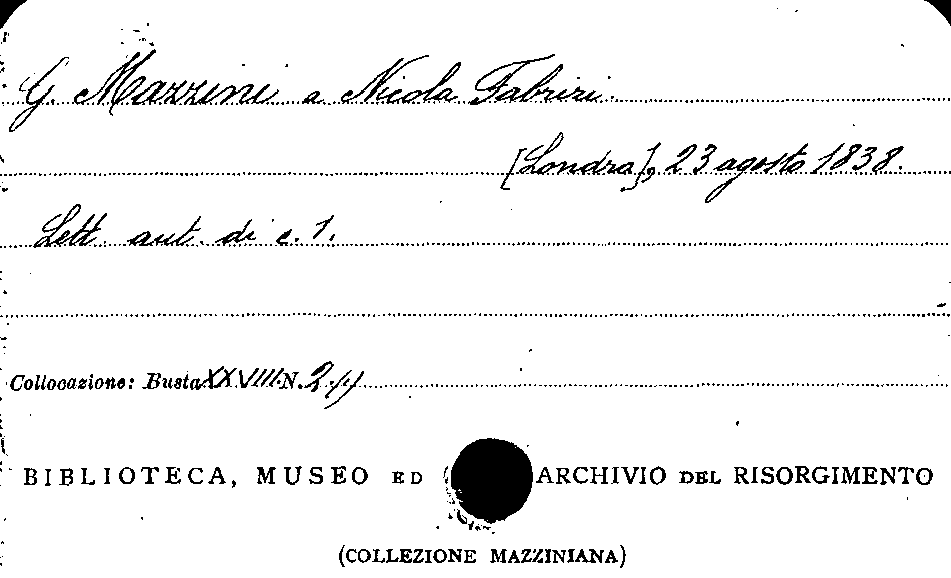 G. Mazzini a Nicola Fabrizi.
[Londra], 23 agosto 1838.
Lett. aut. di c. 1.
Collocazione: Busta XXVIII N. 2
BIBLIOTECA, MUSEO ED ARCHIVIO DEL RISORGIMENTO
(COLLEZIONE MAZZINIANA)